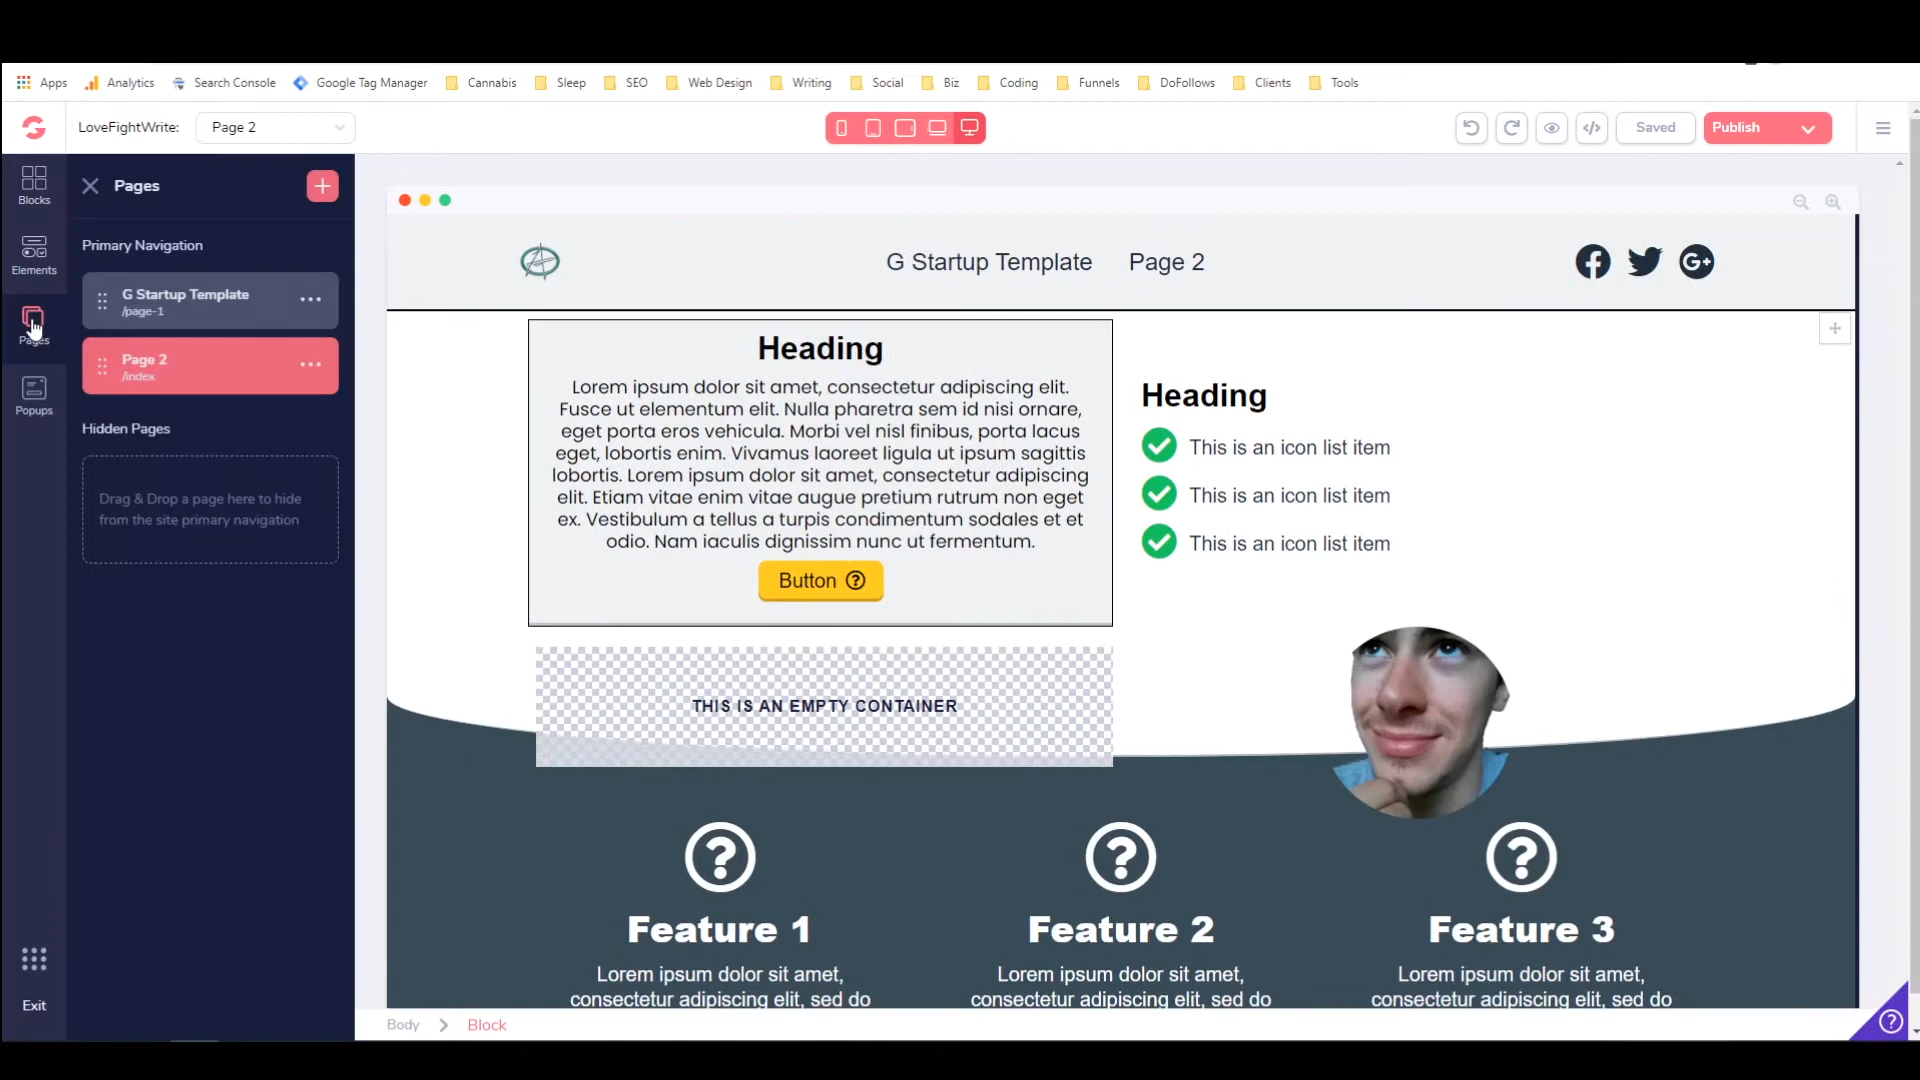 Apps Analytics Search Console Google Tag Manager Cannabis Sleep SEO Web Design Writing Social Biz Coding Funnels DoFollows Clients Tools
LoveFightWrite: Page 2 </> Saved Publish
Blocks
Elements
Pages
Popups
Exit
Pages
Primary Navigation
G Startup Template
/page-1
Page 2
/index
Hidden Pages
Drag & Drop a page here to hide
from the site primary navigation
G Startup Template Page 2
Heading
Lorem ipsum dolor sit amet, consectetur adipiscing elit.
Fusce ut elementum elit. Nulla pharetra sem id nisi ornare,
eget porta eros vehicula. Morbi vel nisl finibus, porta lacus
eget, lobortis enim. Vivamus laoreet ligula ut ipsum sagittis
lobortis. Lorem ipsum dolor sit amet, consectetur adipiscing
elit. Etiam vitae enim vitae augue pretium rutrum non eget
ex. Vestibulum a tellus a turpis condimentum sodales et et
odio. Nam iaculis dignissim nunc ut fermentum.
Button ?
Heading
This is an icon list item
This is an icon list item
This is an icon list item
THIS IS AN EMPTY CONTAINER
?
Feature 1
Lorem ipsum dolor sit amet,
consectetur adipiscing elit, sed do
?
Feature 2
Lorem ipsum dolor sit amet,
consectetur adipiscing elit, sed do
?
Feature 3
Lorem ipsum dolor sit amet,
consectetur adipiscing elit, sed do
Body Block
?